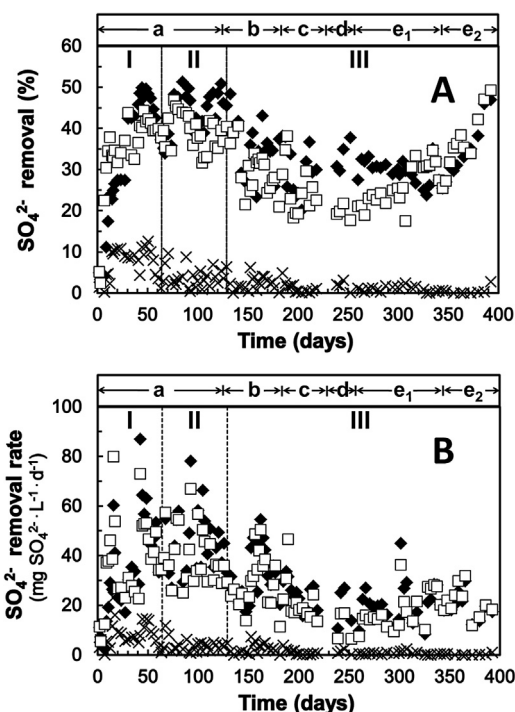 a b c d e₁ e₂
I II III
A
SO₄²⁻ removal (%)
60
50
40
30
20
10
0
0 50 100 150 200 250 300 350 400
Time (days)
a b c d e₁ e₂
I II III
B
SO₄²⁻ removal rate
(mg SO₄²⁻· L⁻¹ · d⁻¹)
100
80
60
40
20
0
0 50 100 150 200 250 300 350 400
Time (days)